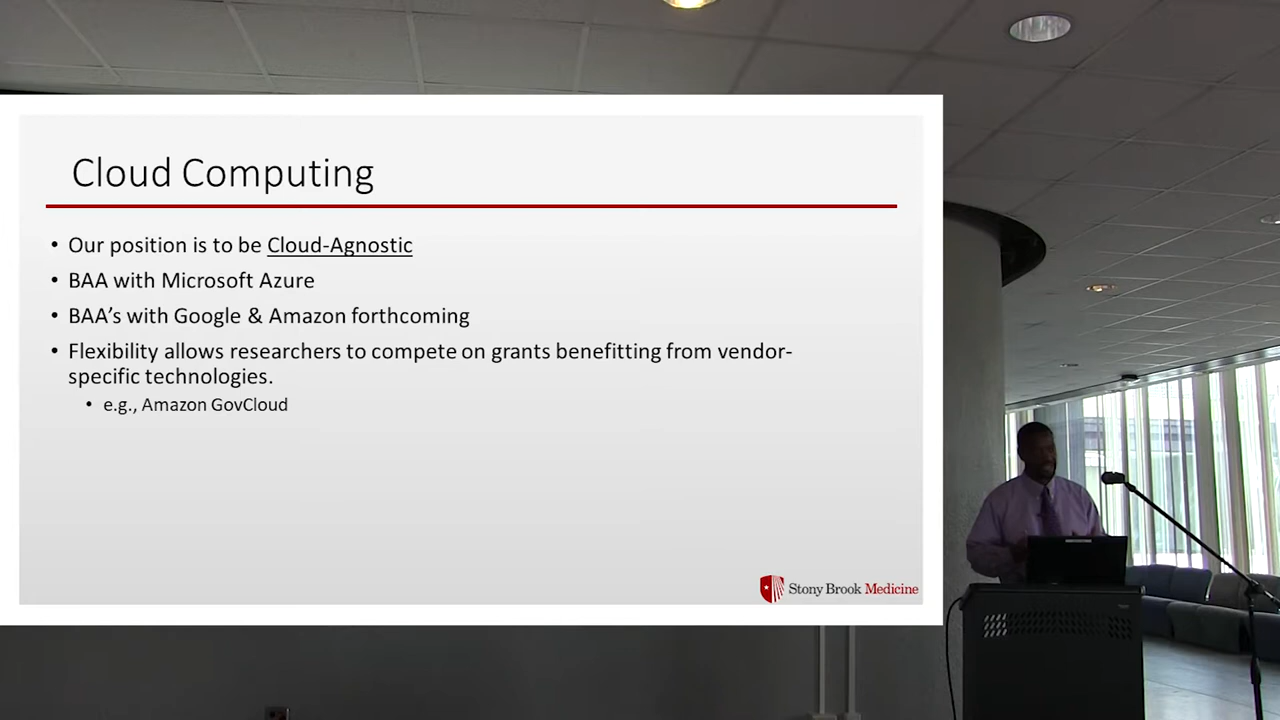 Cloud Computing
• Our position is to be Cloud-Agnostic
• BAA with Microsoft Azure
• BAA’s with Google & Amazon forthcoming
• Flexibility allows researchers to compete on grants benefitting from vendor-
specific technologies.
• e.g., Amazon GovCloud
Stony Brook Medicine